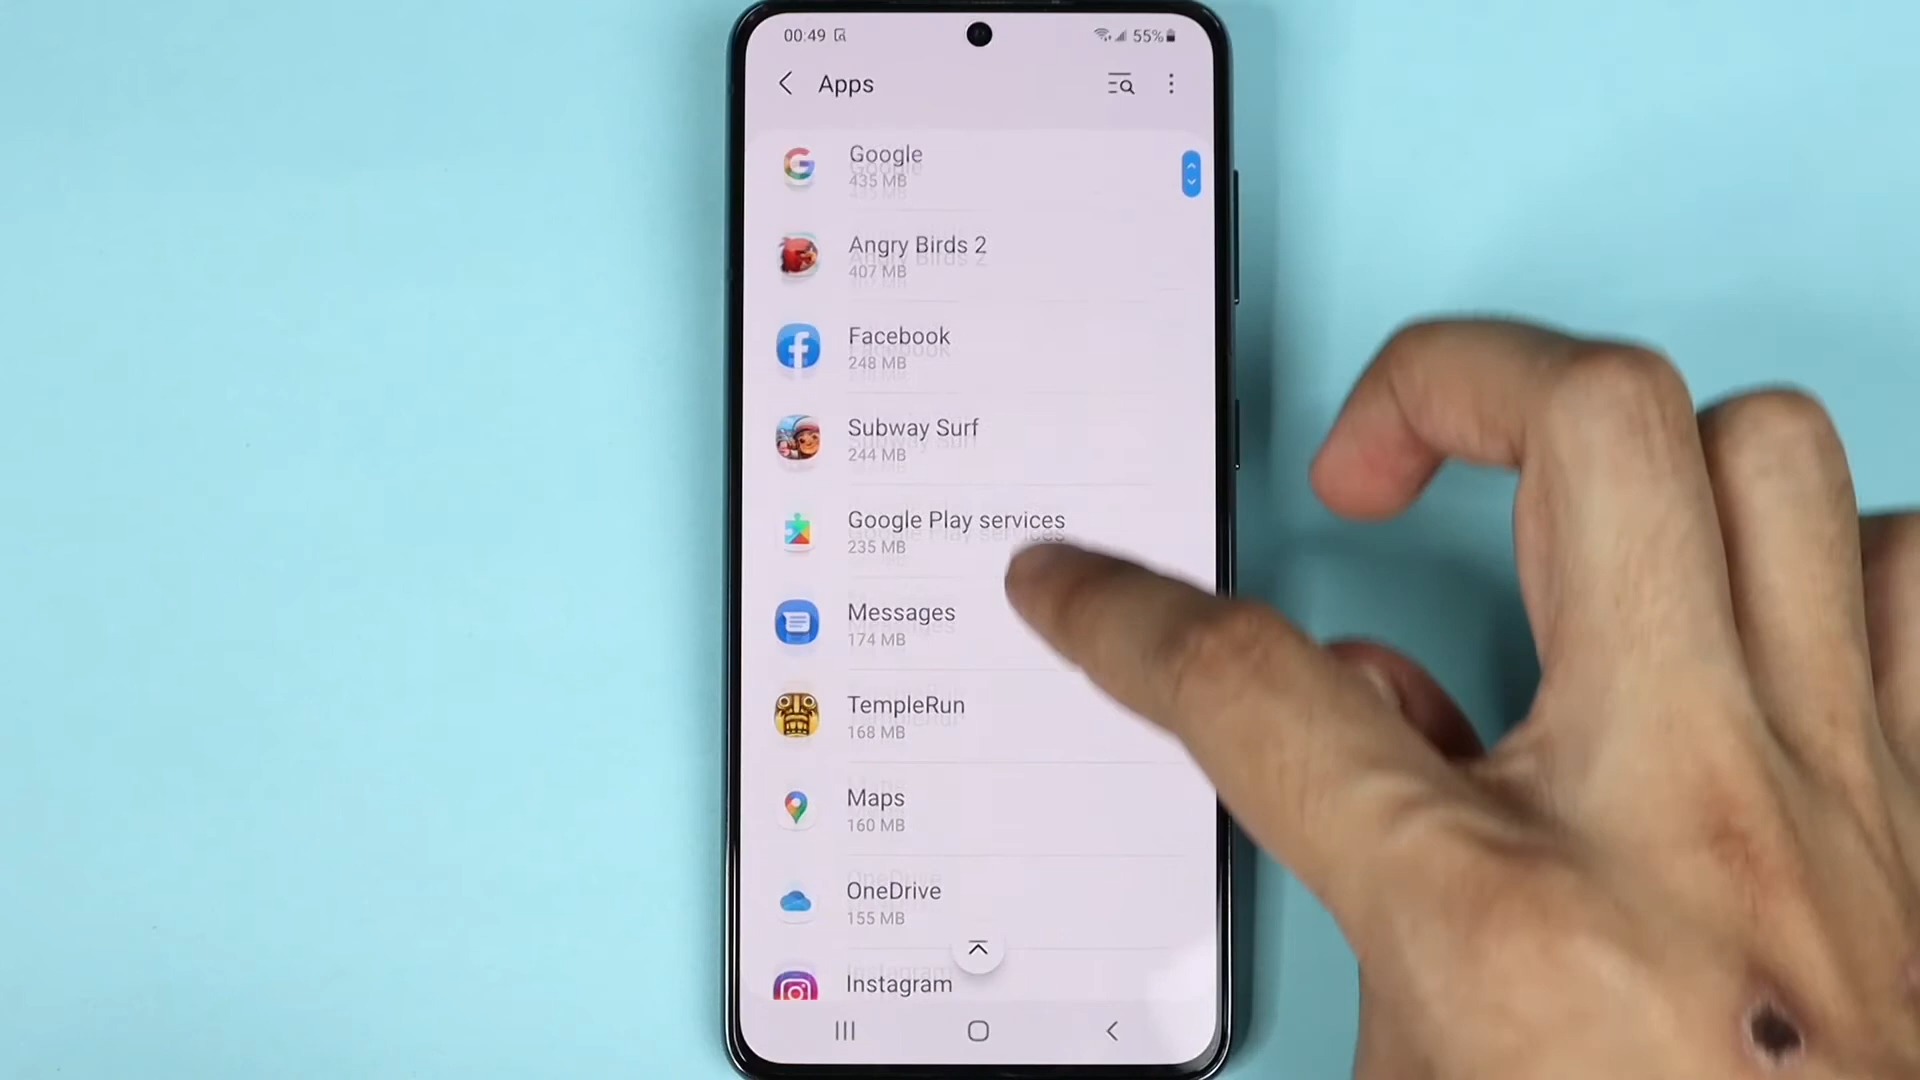 00:49
55%
Apps
Google
435 MB
Angry Birds 2
407 MB
Facebook
248 MB
Subway Surf
244 MB
Google Play services
235 MB
Messages
174 MB
TempleRun
168 MB
Maps
160 MB
OneDrive
155 MB
Instagram